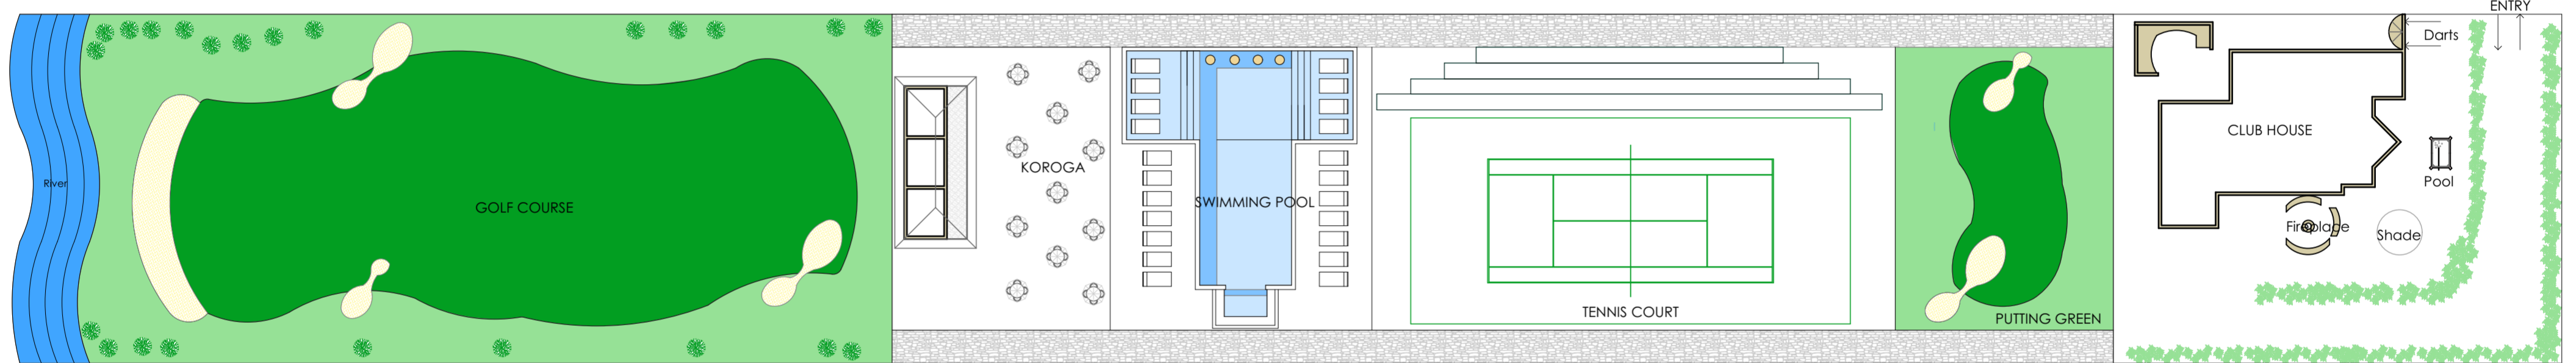 River
GOLF COURSE
KOROGA
SWIMMING POOL
TENNIS COURT
PUTTING GREEN
CLUB HOUSE
ENTRY
Darts
Pool
Fireplace
Shade